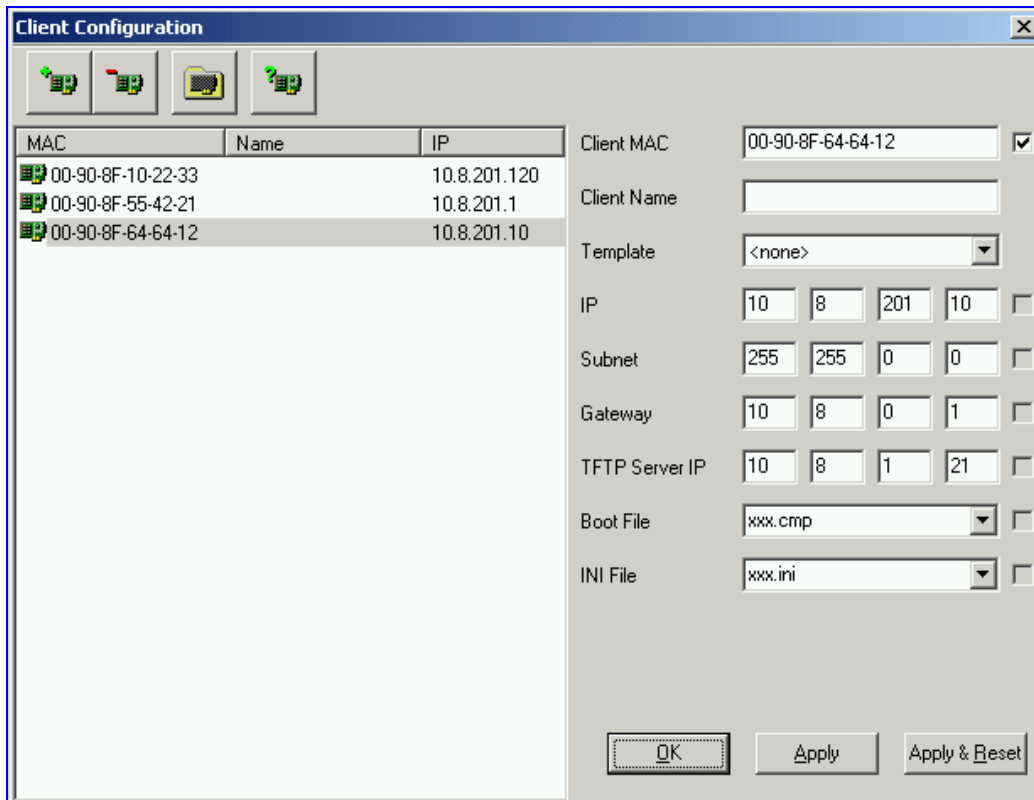 Client Configuration
MAC Name IP
00-90-8F-10-22-33 10.8.201.120
00-90-8F-55-42-21 10.8.201.1
00-90-8F-64-64-12 10.8.201.10
Client MAC 00-90-8F-64-64-12
Client Name
Template <none>
IP 10 8 201 10
Subnet 255 255 0 0
Gateway 10 8 0 1
TFTP Server IP 10 8 1 21
Boot File xxx.cmp
INI File xxx.ini
OK Apply Apply & Reset